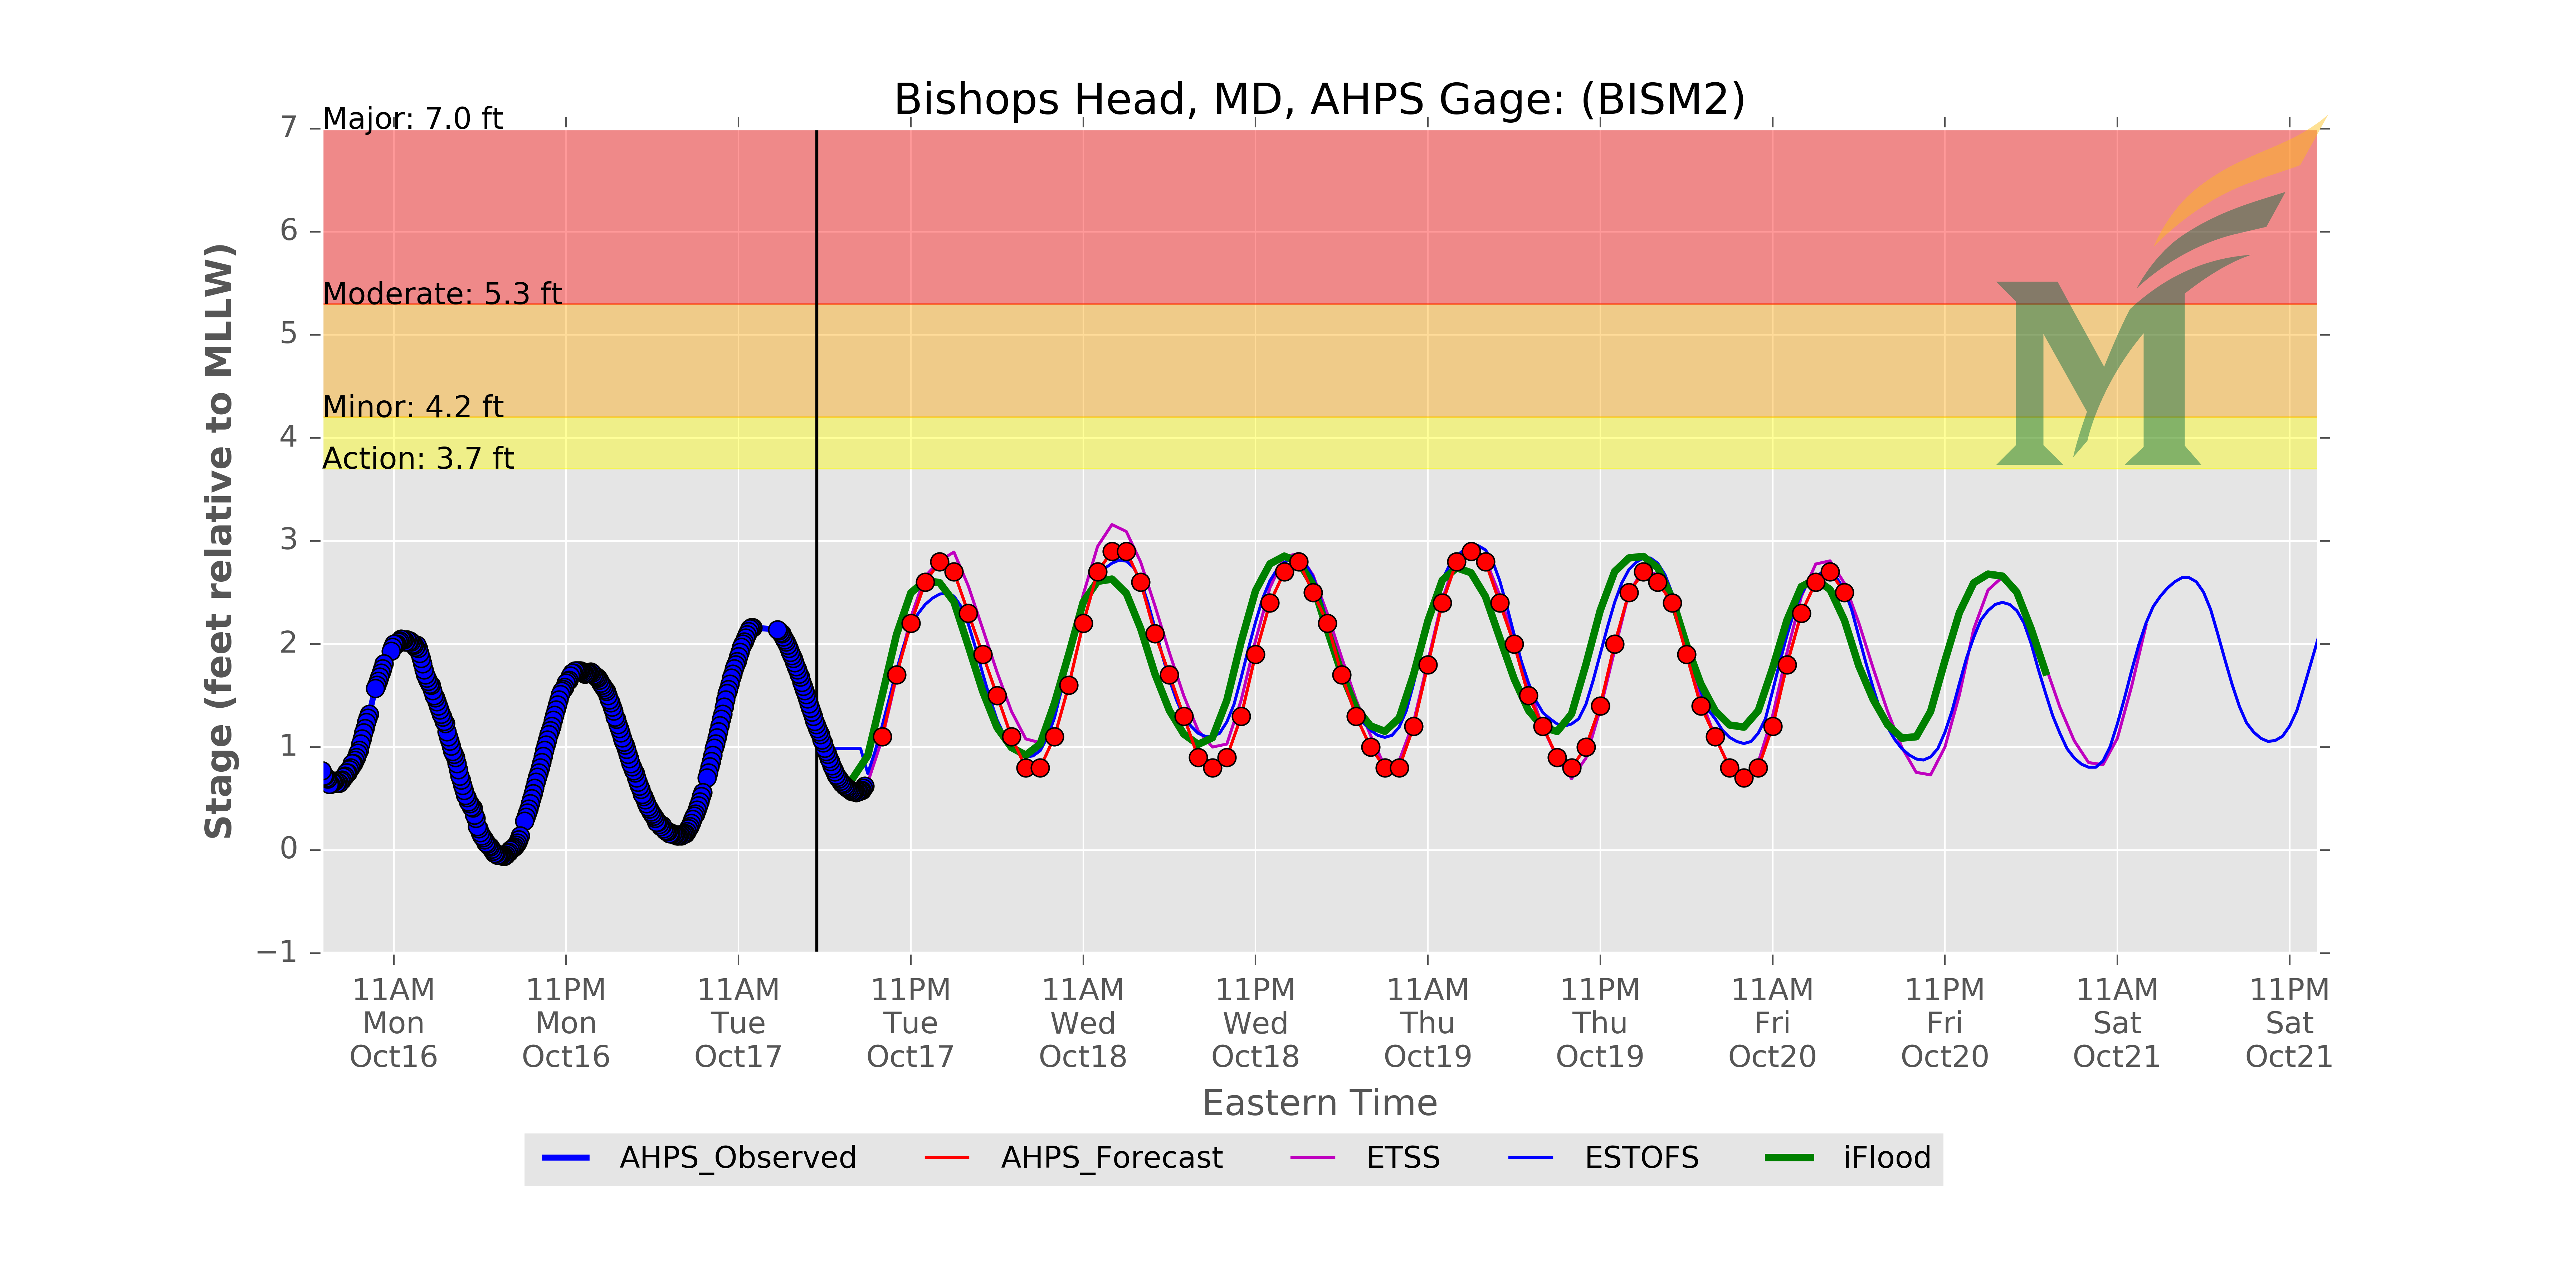 Bishops Head, MD, AHPS Gage: (BISM2)
Major: 7.0 ft
Moderate: 5.3 ft
Minor: 4.2 ft
Action: 3.7 ft
Stage (feet relative to MLLW)
7
6
5
4
3
2
1
0
−1
11AM 11PM 11AM 11PM 11AM 11PM 11AM 11PM 11AM 11PM 11AM 11PM
Mon Mon Tue Tue Wed Wed Thu Thu Fri Fri Sat Sat
Oct16 Oct16 Oct17 Oct17 Oct18 Oct18 Oct19 Oct19 Oct20 Oct20 Oct21 Oct21
Eastern Time
AHPS_Observed AHPS_Forecast ETSS ESTOFS iFlood
M